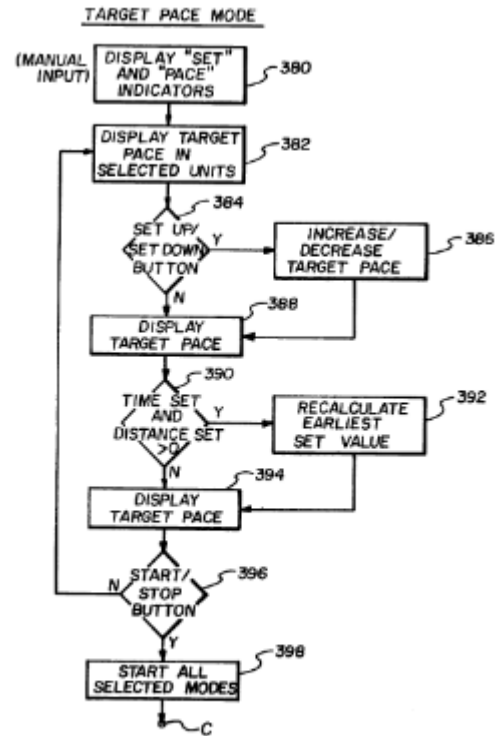 TARGET PACE MODE
(MANUAL
INPUT)
DISPLAY "SET"
AND "PACE"
INDICATORS
380
DISPLAY TARGET
PACE IN
SELECTED UNITS
382
384
SET UP/
SET DOWN
BUTTON
Y
N
INCREASE/
DECREASE
TARGET PACE
386
388
DISPLAY
TARGET PACE
390
TIME SET
AND
DISTANCE SET
>0
Y
N
RECALCULATE
EARLIEST
SET VALUE
392
394
DISPLAY
TARGET PACE
START/
STOP
BUTTON
N
Y
396
398
START ALL
SELECTED MODES
C